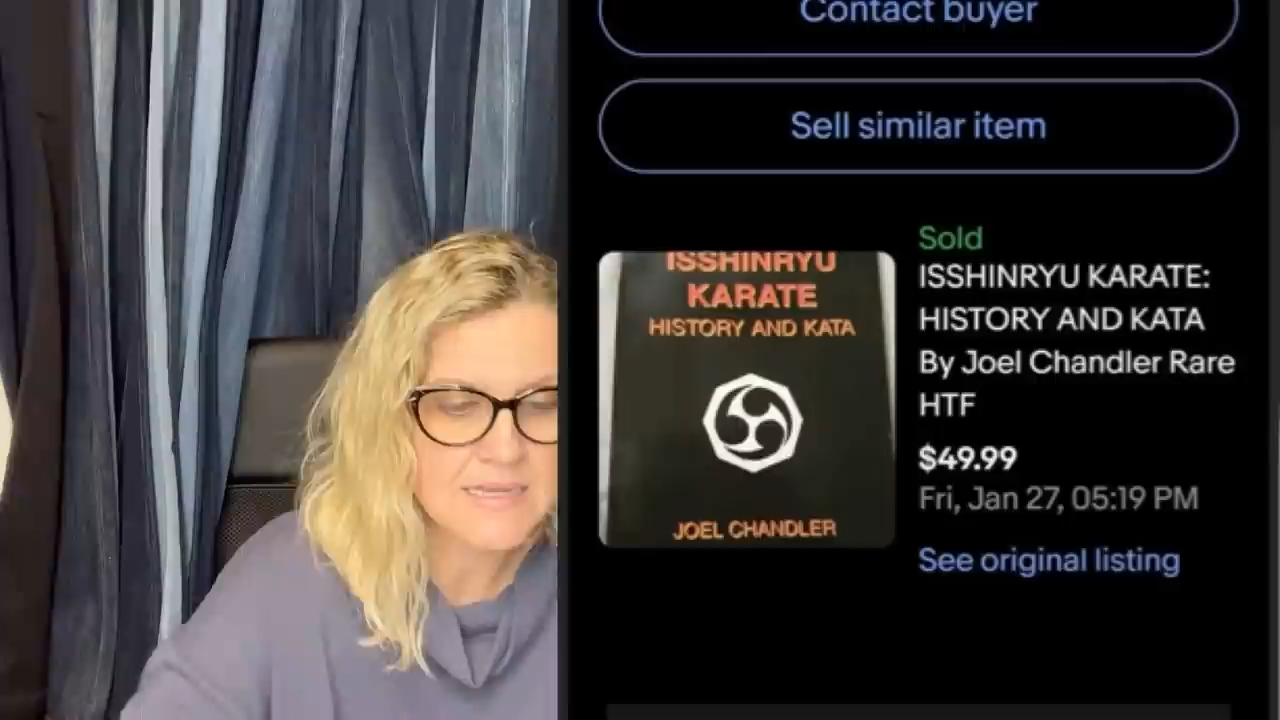 Contact buyer
Sell similar item
Sold
ISSHINRYU KARATE:
HISTORY AND KATA
By Joel Chandler Rare
HTF
$49.99
Fri, Jan 27, 05:19 PM
See original listing
ISSHINRYU
KARATE
HISTORY AND KATA
JOEL CHANDLER